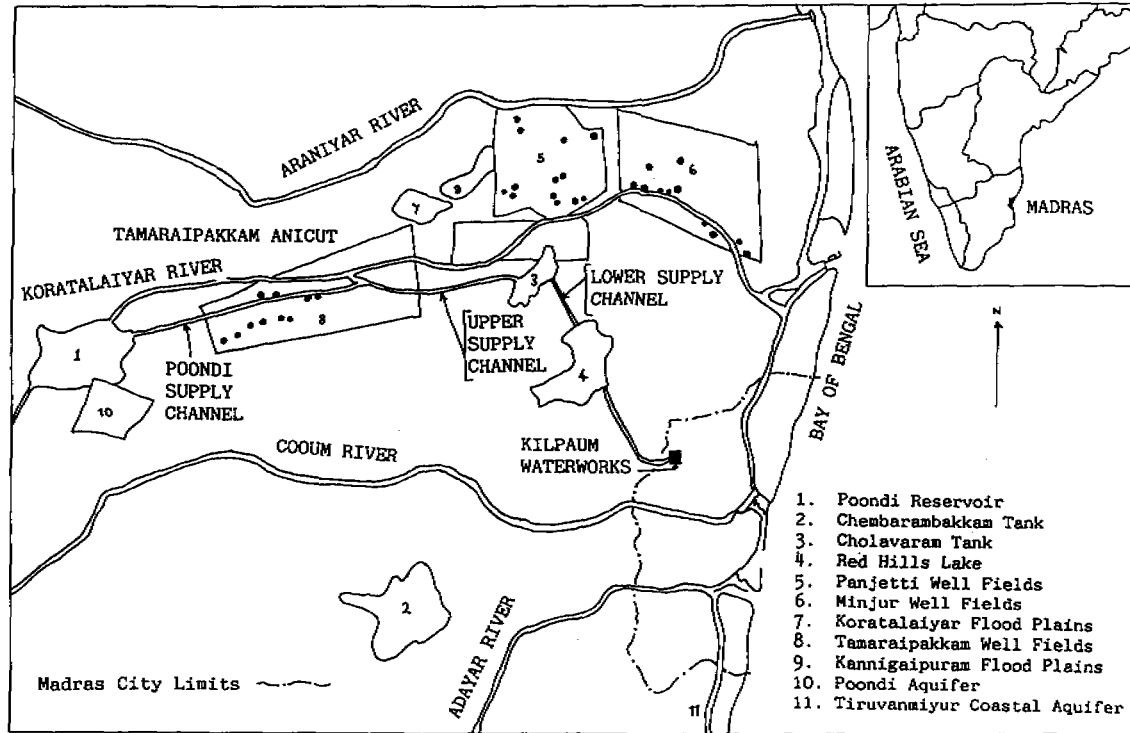 ARANIYAR RIVER
5
6
9
7
TAMARAIPAKKAM ANICUT
KORATALAIYAR RIVER
3
LOWER SUPPLY
CHANNEL
8
UPPER
SUPPLY
CHANNEL
1
POONDI
SUPPLY
CHANNEL
4
10
BAY OF BENGAL
COOUM RIVER
KILPAUM
WATERWORKS
2
ADAYAR RIVER
11
Madras City Limits
ARABIAN SEA
MADRAS
N
1. Poondi Reservoir
2. Chembarambakkam Tank
3. Cholavaram Tank
4. Red Hills Lake
5. Panjetti Well Fields
6. Minjur Well Fields
7. Koratalaiyar Flood Plains
8. Tamaraipakkam Well Fields
9. Kannigaipuram Flood Plains
10. Poondi Aquifer
11. Tiruvanmiyur Coastal Aquifer